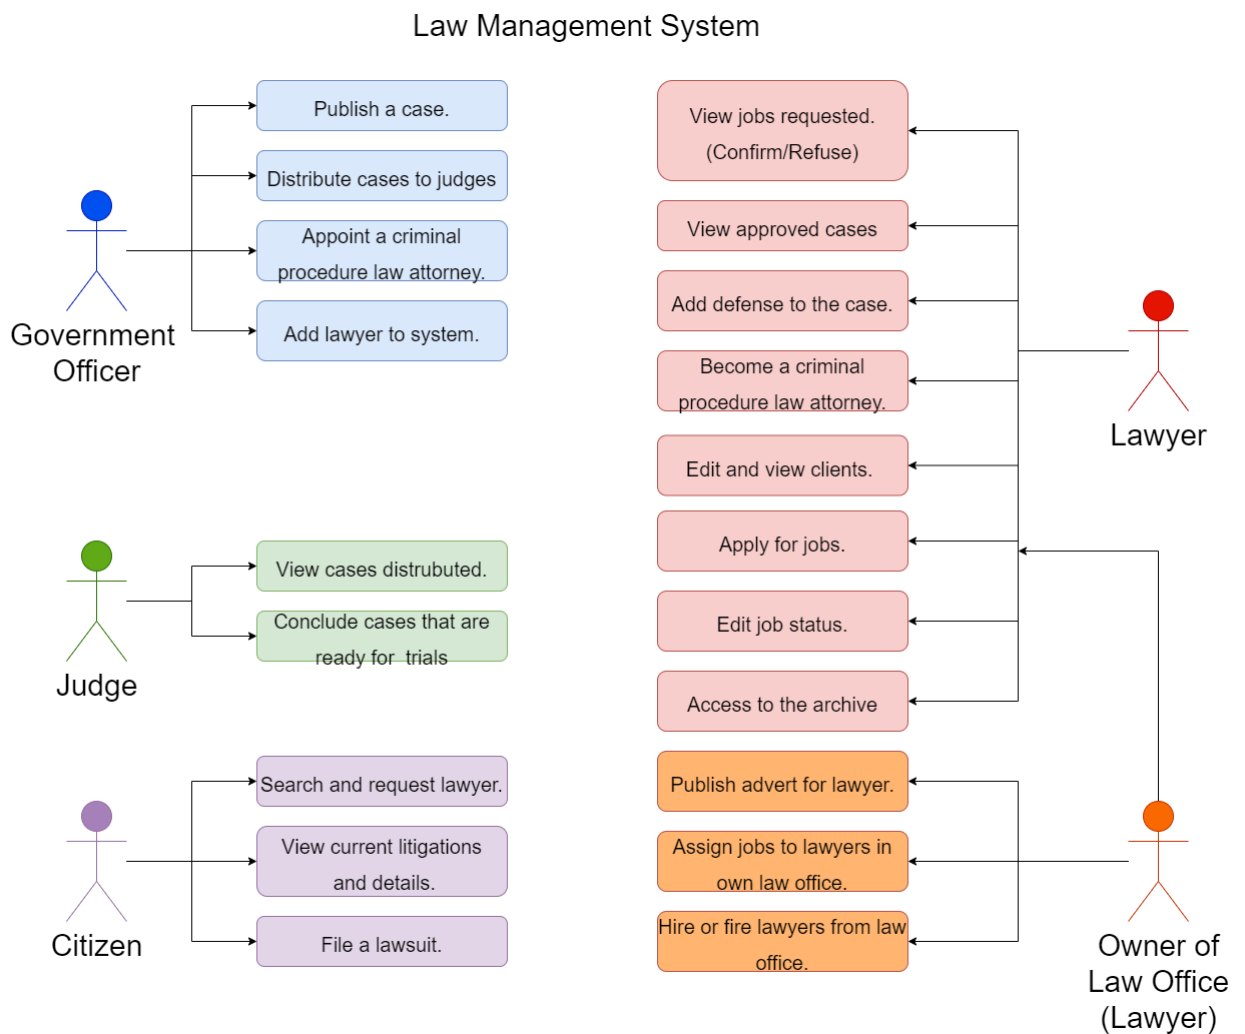 Law Management System
Publish a case.
Distribute cases to judges
Appoint a criminal
procedure law attorney.
Add lawyer to system.
Government
Officer
View cases distrubuted.
Conclude cases that are
ready for  trials
Judge
Search and request lawyer.
View current litigations
and details.
File a lawsuit.
Citizen
View jobs requested.
(Confirm/Refuse)
View approved cases
Add defense to the case.
Become a criminal
procedure law attorney.
Edit and view clients.
Apply for jobs.
Edit job status.
Access to the archive
Lawyer
Publish advert for lawyer.
Assign jobs to lawyers in
own law office.
Hire or fire lawyers from law
office.
Owner of
Law Office
(Lawyer)